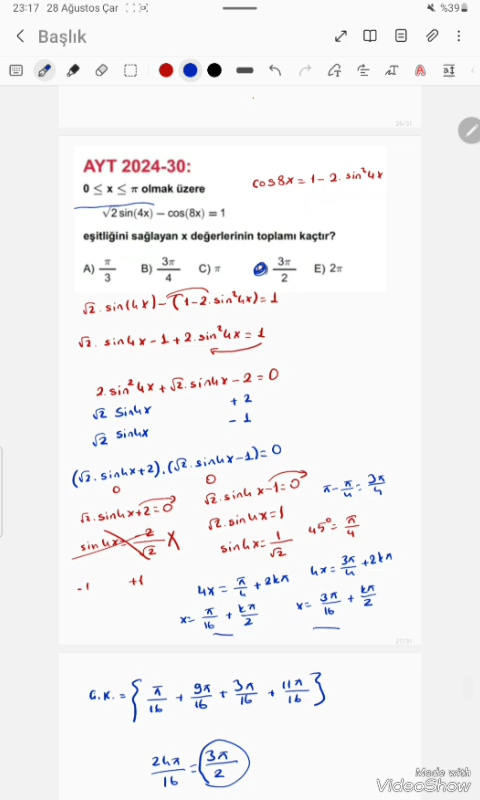 23:17 28 Ağustos Çar
%39
Başlık
26/31
AYT 2024-30:
0 ≤ x ≤ π olmak üzere
√2 sin(4x) − cos(8x) = 1
eşitliğini sağlayan x değerlerinin toplamı kaçtır?
A) π/3 B) 3π/4 C) π 3π/2 E) 2π
cos8x = 1 - 2. sin²4x
√2. sin(4x) - (1-2.sin²4x) = 1
√2. sin4x - 1 + 2.sin²4x = 1
2.sin²4x + √2. sin4x - 2 = 0
√2 sin4x + 2
√2 sin4x - 1
(√2. sin4x + 2). (√2. sin4x - 1) = 0
0 0
√2. sin4x + 2 = 0
sin4x = -2/√2 X
-1 +1
√2. sin4x - 1 = 0
√2. sin4x = 1
sin4x = 1/√2
π - π/4 = 3π/4
45° = π/4
4x = π/4 + 2kπ
x = π/16 + kπ/2
4x = 3π/4 + 2kπ
x = 3π/16 + kπ/2
27/31
Ç.K. = { π/16 + 9π/16 + 3π/16 + 11π/16 }
24π/16 = 3π/2
Made with
VideoShow